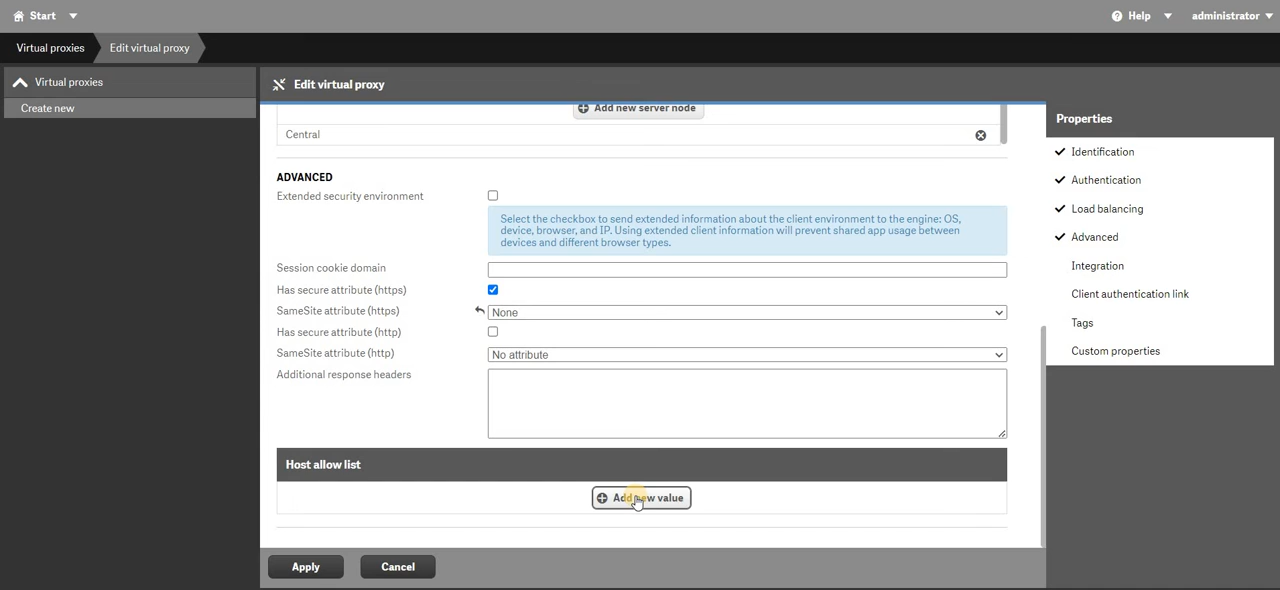 Start
Help
administrator
Virtual proxies
Edit virtual proxy
Virtual proxies
Create new
Edit virtual proxy
Add new server node
Central
ADVANCED
Extended security environment
Select the checkbox to send extended information about the client environment to the engine: OS,
device, browser, and IP. Using extended client information will prevent shared app usage between
devices and different browser types.
Session cookie domain
Has secure attribute (https)
SameSite attribute (https)
None
Has secure attribute (http)
SameSite attribute (http)
No attribute
Additional response headers
Host allow list
Add new value
Apply
Cancel
Properties
Identification
Authentication
Load balancing
Advanced
Integration
Client authentication link
Tags
Custom properties